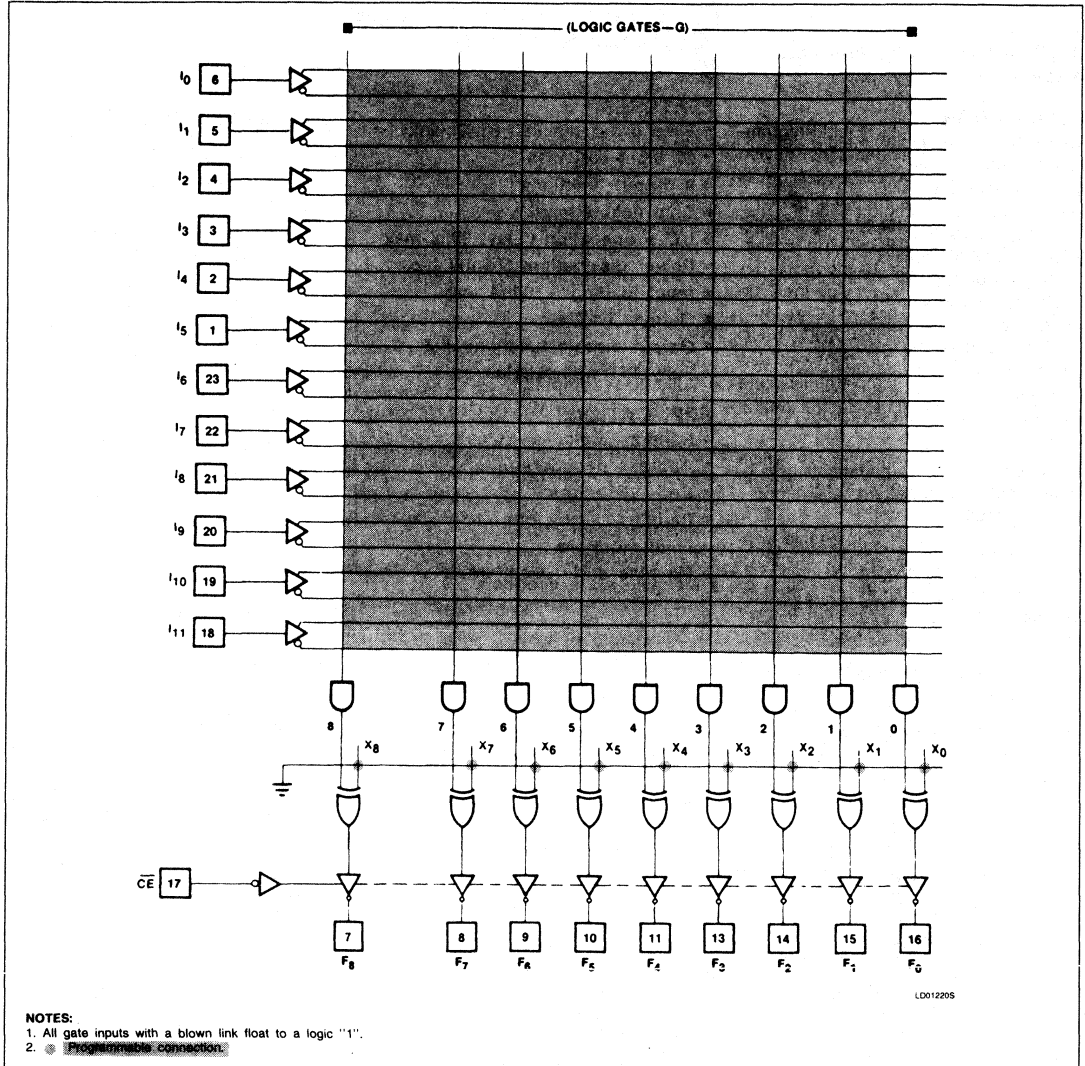 (LOGIC GATES—G)
I0 6
I1 5
I2 4
I3 3
I4 2
I5 1
I6 23
I7 22
I8 21
I9 20
I10 19
I11 18
8 7 6 5 4 3 2 1 0
X8 X7 X6 X5 X4 X3 X2 X1 X0
CE 17
7 8 9 10 11 13 14 15 16
F8 F7 F6 F5 F4 F3 F2 F1 F0
LD01220S
NOTES:
1. All gate inputs with a blown link float to a logic "1".
2. Programmable connection.